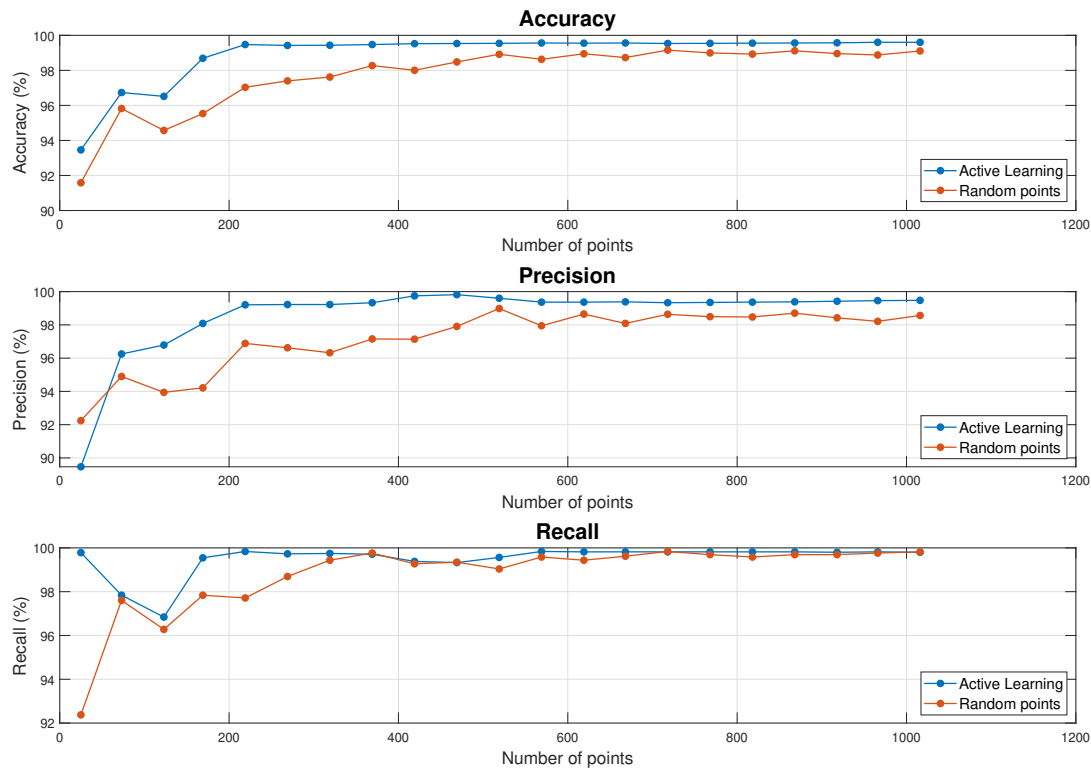 Accuracy
100
98
96
94
92
90
Accuracy (%)
0 200 400 600 800 1000 1200
Number of points
Active Learning
Random points
Precision
100
98
96
94
92
90
Precision (%)
0 200 400 600 800 1000 1200
Number of points
Active Learning
Random points
Recall
100
98
96
94
92
Recall (%)
0 200 400 600 800 1000 1200
Number of points
Active Learning
Random points